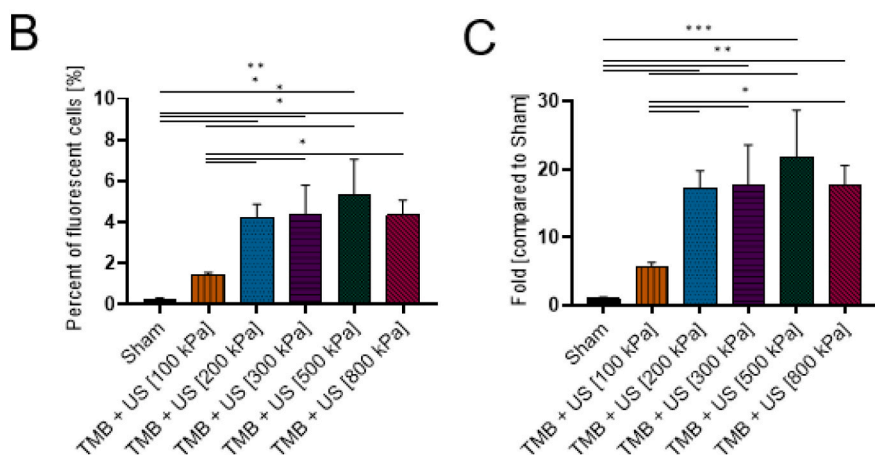 B
**
*
*
*
*
Percent of fluorescent cells [%]
10
8
6
4
2
0
Sham
TMB + US [100 kPa]
TMB + US [200 kPa]
TMB + US [300 kPa]
TMB + US [500 kPa]
TMB + US [800 kPa]
C
***
**
*
Fold [compared to Sham]
30
20
10
0
Sham
TMB + US [100 kPa]
TMB + US [200 kPa]
TMB + US [300 kPa]
TMB + US [500 kPa]
TMB + US [800 kPa]